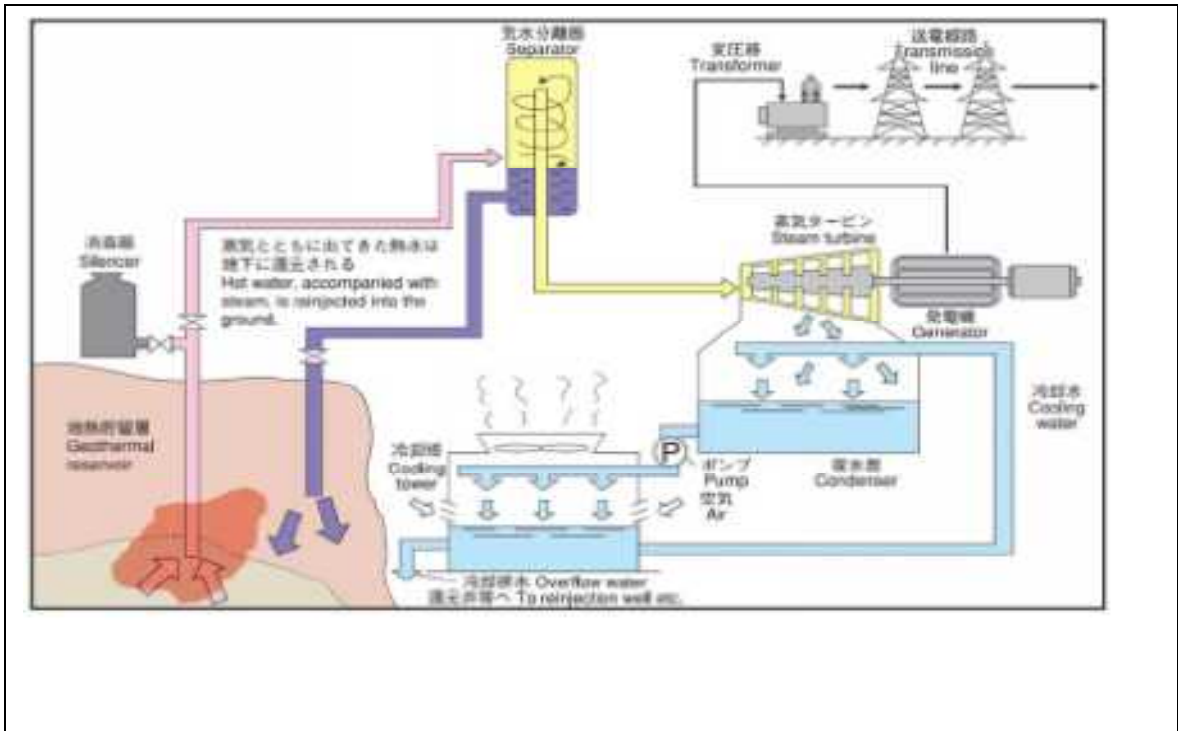 気水分離器
Separator
変圧器
Transformer
送電線路
Transmission
line
消音器
Silencer
蒸気とともに出てきた熱水は
地下に還元される
Hot water, accompanied with
steam, is reinjected into the
ground.
蒸気タービン
Steam turbine
発電機
Generator
地熱貯留層
Geothermal
reservoir
冷却塔
Cooling
tower
P
ポンプ
Pump
空気
Air
復水器
Condenser
冷却水
Cooling
water
冷却排水 Overflow water
還元井等へ To reinjection well etc.